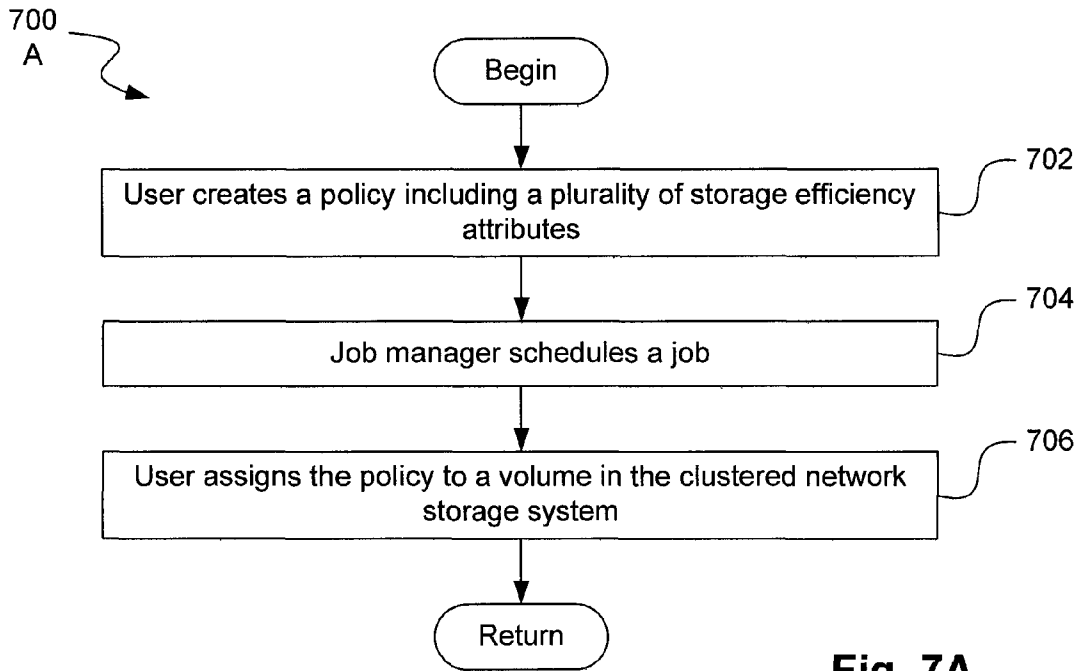 700
A
Begin
702
User creates a policy including a plurality of storage efficiency
attributes
704
Job manager schedules a job
706
User assigns the policy to a volume in the clustered network
storage system
Return
Fig. 7A